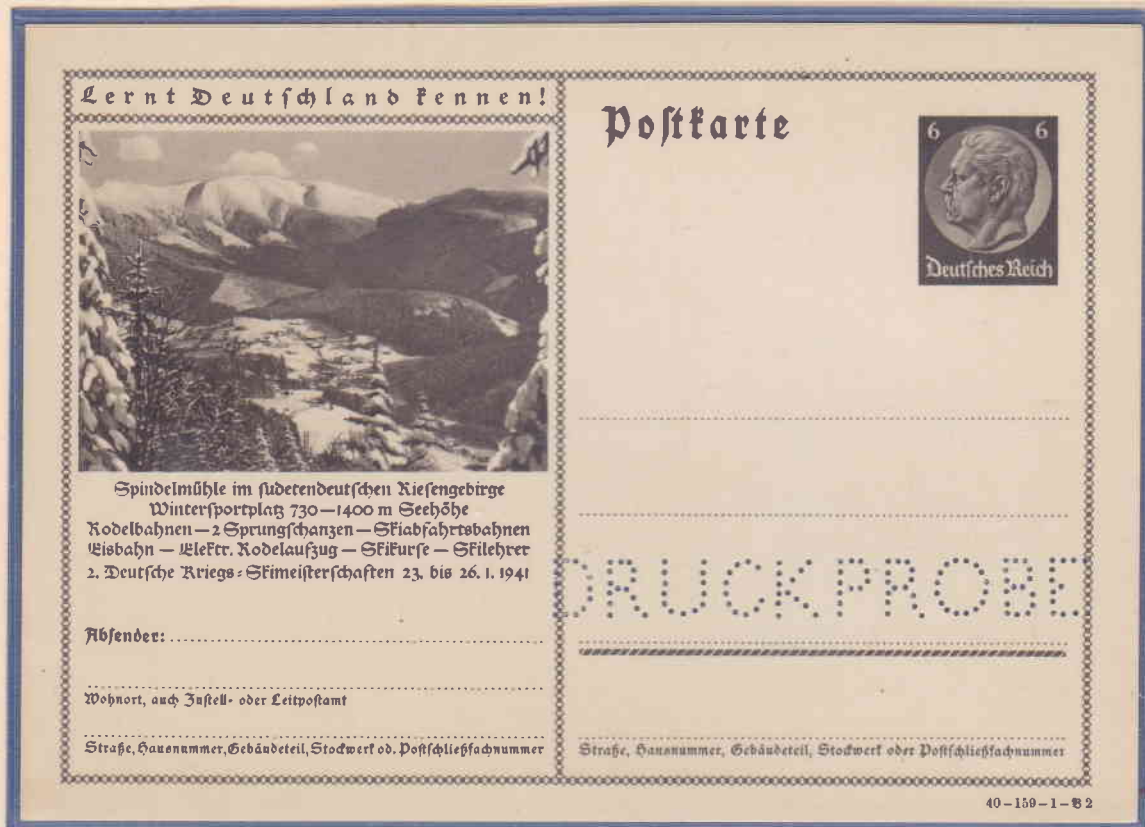 Lernt Deutschland kennen!
Spindelmühle im sudetendeutschen Riesengebirge
Wintersportplatz 730—1400 m Seehöhe
Rodelbahnen — 2 Sprungschanzen — Skiabfahrtsbahnen
Eisbahn — Elektr. Rodelaufzug — Skikurse — Skilehrer
2. Deutsche Kriegs-Skimeisterschaften 23. bis 26. 1. 1941
Absender:
Wohnort, auch Zustell- oder Leitpostamt
Straße, Hausnummer, Gebäudeteil, Stockwerk od. Postschließfachnummer
Postkarte
6 6
Deutsches Reich
DRUCKPROBE
Straße, Hausnummer, Gebäudeteil, Stockwerk oder Postschließfachnummer
40-159-1-B 2